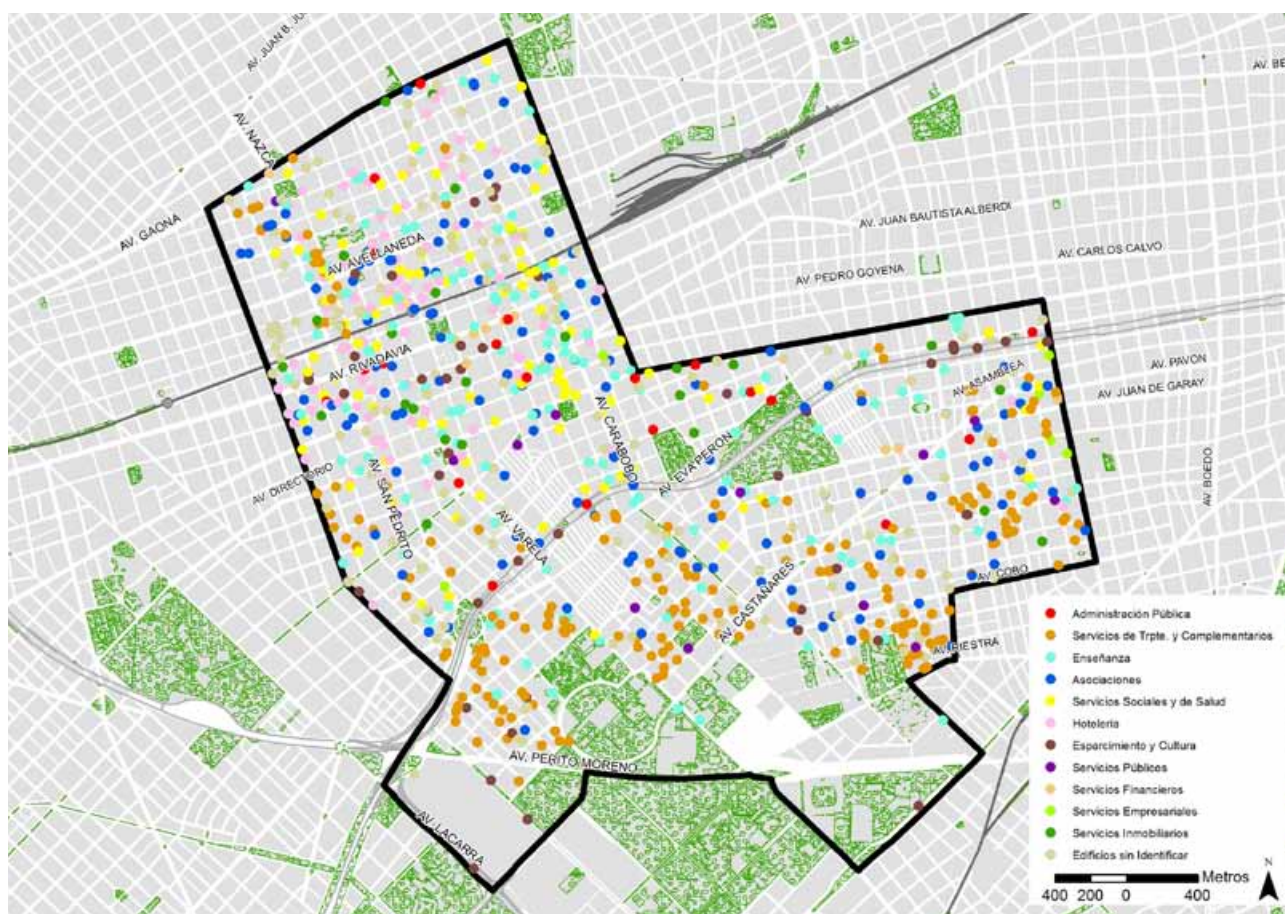 AV. JUAN B. JU
AV. BE
AV. NAZCA
AV. GAONA
AV. JUAN BAUTISTA ALBERDI
AV. AVELLANEDA
AV. CARLOS CALVO
AV. PEDRO GOYENA
AV. RIVADAVIA
AV. PAVON
AV. ASAMBLEA
AV. JUAN DE GARAY
AV. CARABOBO
AV. EVA PERON
AV. DIRECTORIO
AV. SAN PEDRITO
AV. BOEDO
AV. VARELA
AV. COBO
AV. CASTAÑARES
AV. RIESTRA
AV. PERITO MORENO
AV. LACARRA
Administración Pública
Servicios de Trpte. y Complementarios
Enseñanza
Asociaciones
Servicios Sociales y de Salud
Hotelería
Esparcimiento y Cultura
Servicios Públicos
Servicios Financieros
Servicios Empresariales
Servicios Inmobiliarios
Edificios sin Identificar
N
Metros
400 200 0 400